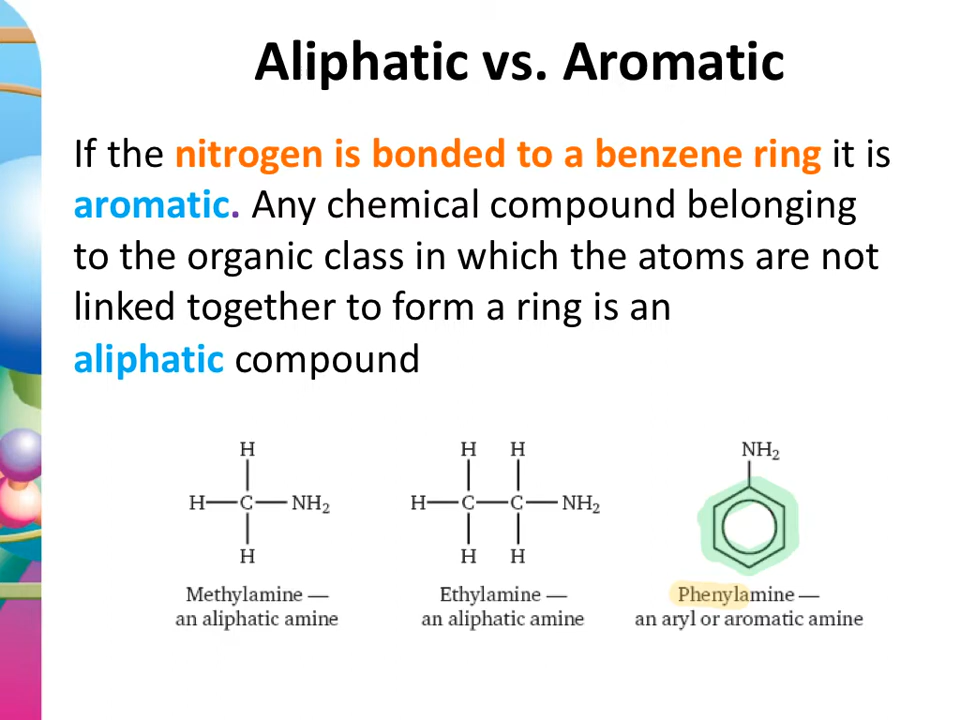 Aliphatic vs. Aromatic
If the nitrogen is bonded to a benzene ring it is
aromatic. Any chemical compound belonging
to the organic class in which the atoms are not
linked together to form a ring is an
aliphatic compound
H
H—C—NH₂
H
Methylamine —
an aliphatic amine
H H
H—C—C—NH₂
H H
Ethylamine —
an aliphatic amine
NH₂
Phenylamine —
an aryl or aromatic amine